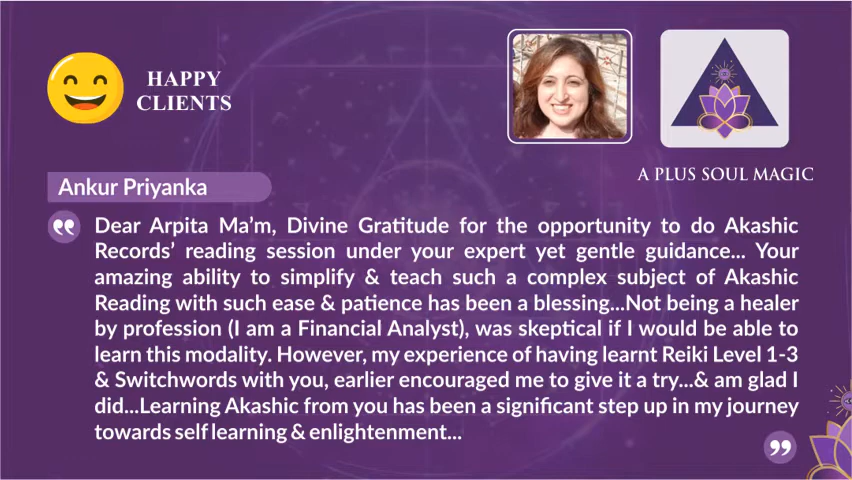 HAPPY
CLIENTS
A PLUS SOUL MAGIC
Ankur Priyanka
Dear Arpita Ma'm, Divine Gratitude for the opportunity to do Akashic
Records' reading session under your expert yet gentle guidance... Your
amazing ability to simplify & teach such a complex subject of Akashic
Reading with such ease & patience has been a blessing...Not being a healer
by profession (I am a Financial Analyst), was skeptical if I would be able to
learn this modality. However, my experience of having learnt Reiki Level 1-3
& Switchwords with you, earlier encouraged me to give it a try...& am glad I
did...Learning Akashic from you has been a significant step up in my journey
towards self learning & enlightenment...